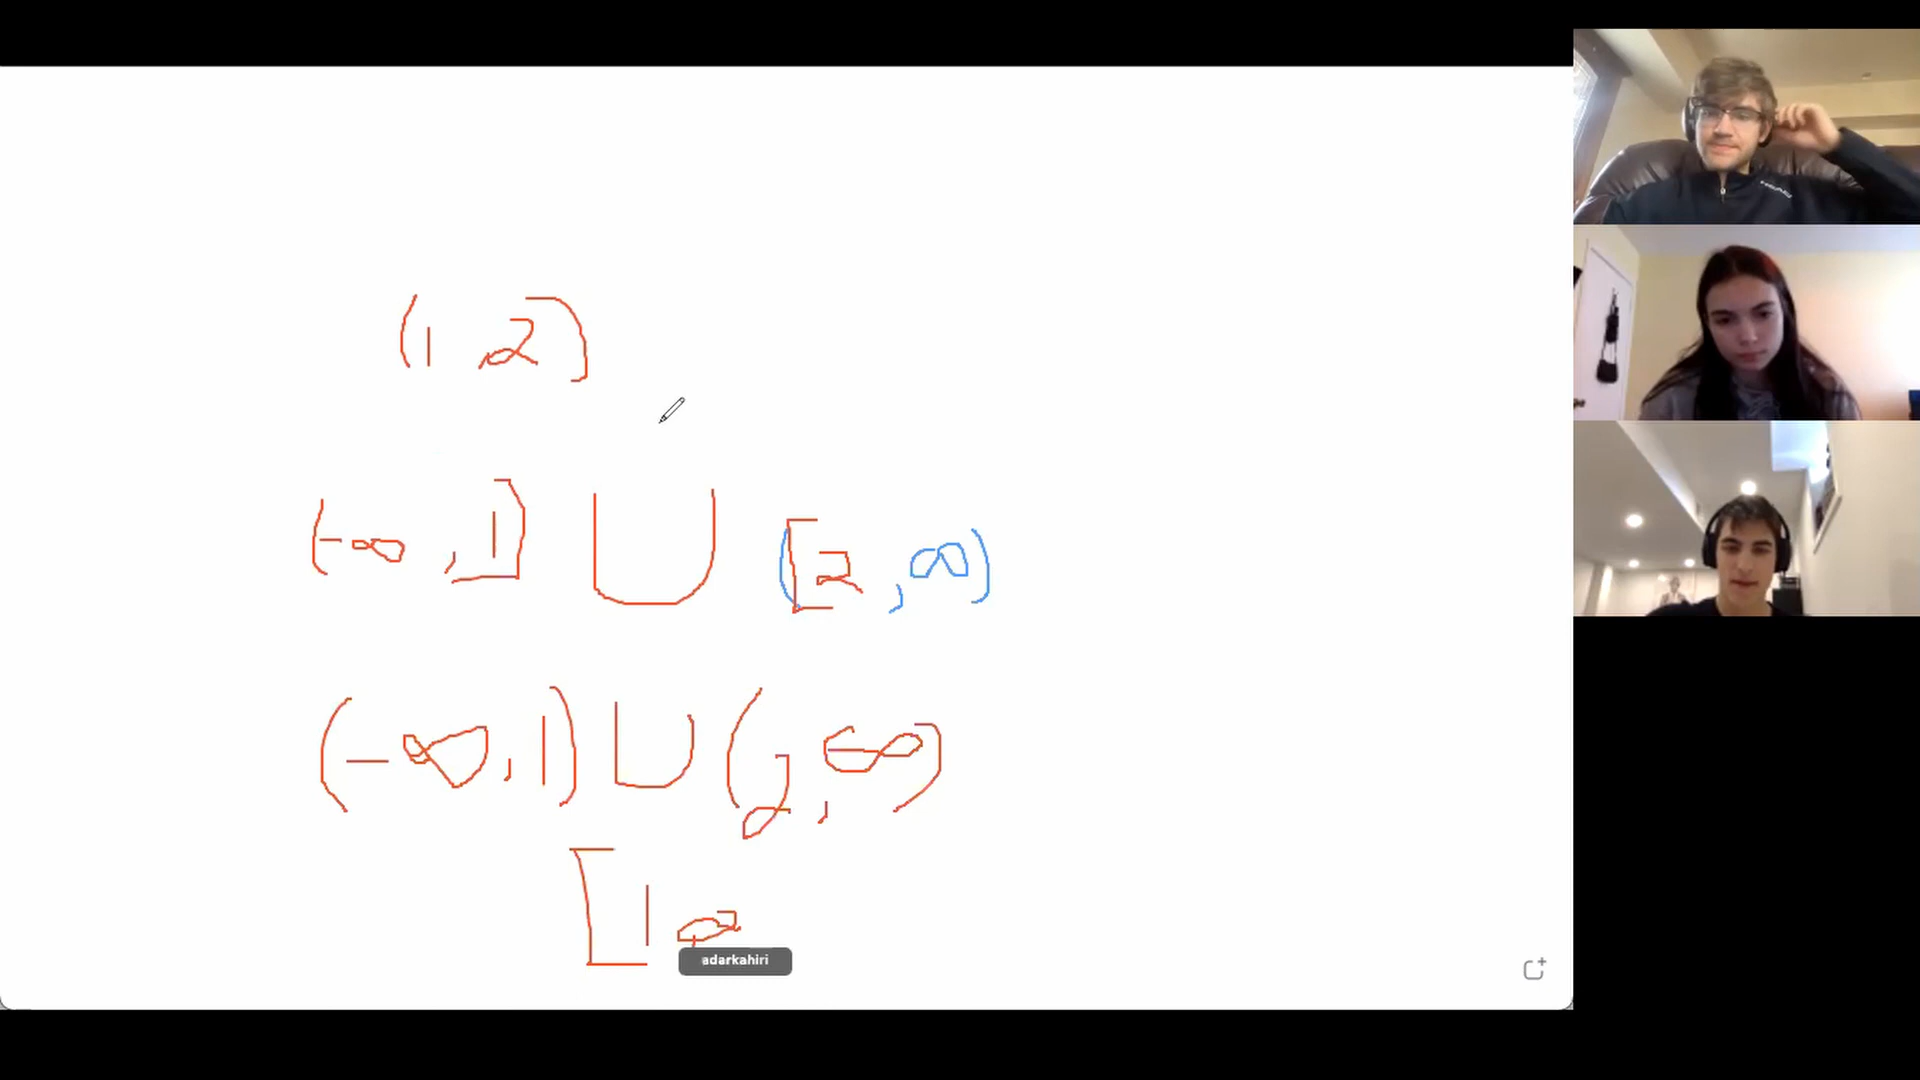 (1, 2)
(-∞, 1] ∪ [2, ∞)
(-∞, 1) ∪ (2, ∞)
[1, 2
adarkahiri